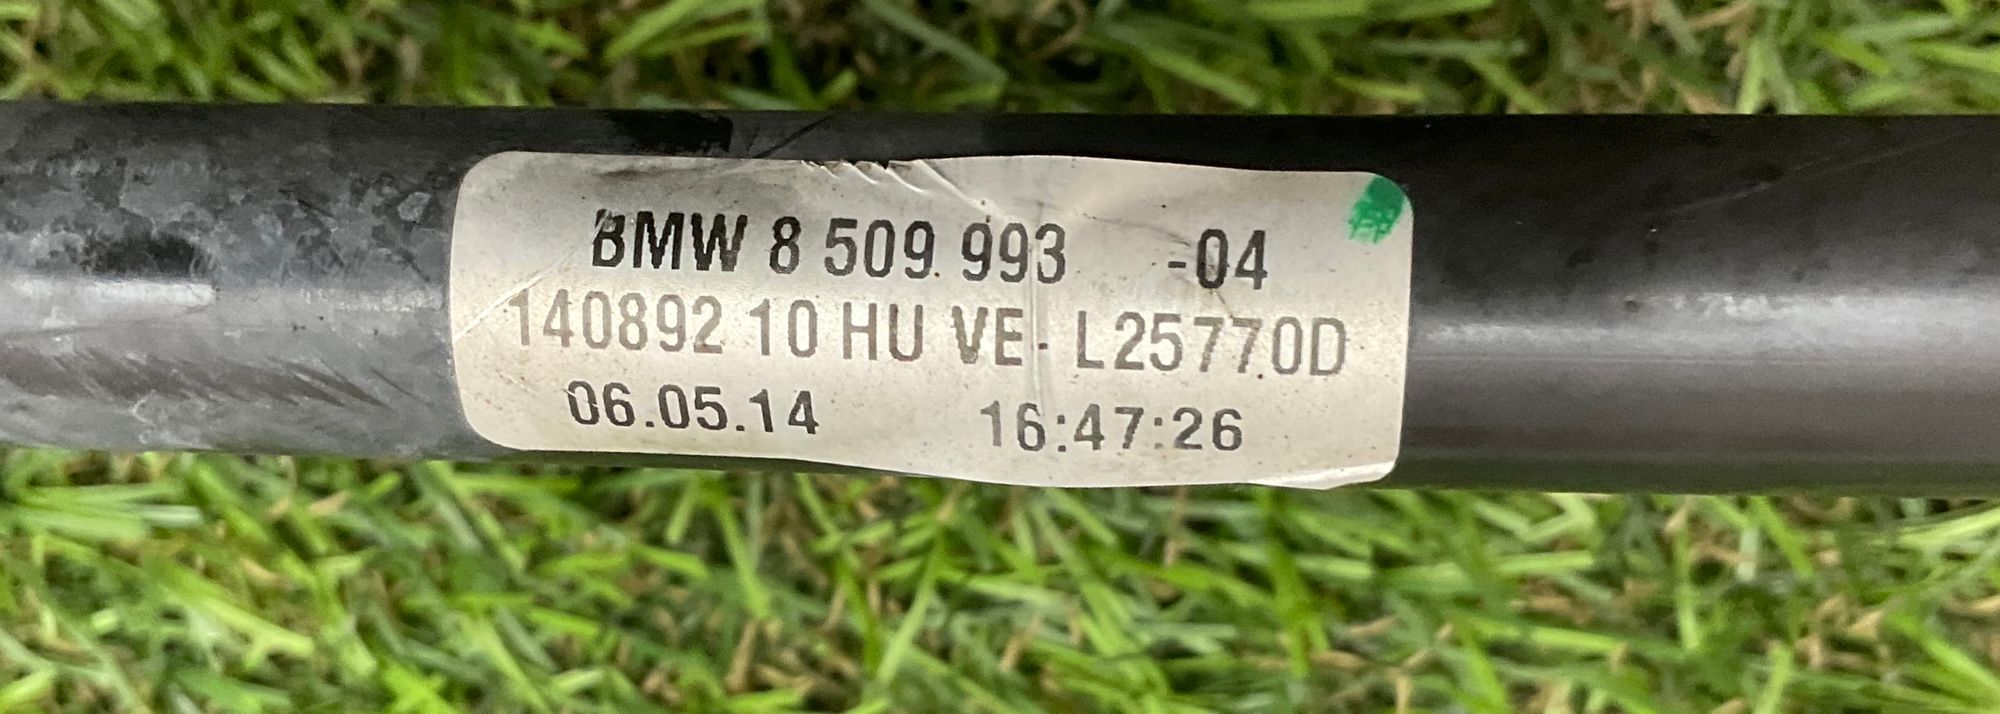 BMW 8 509 993 -04
140892 10 HU VE- L25770D
06.05.14 16:47:26